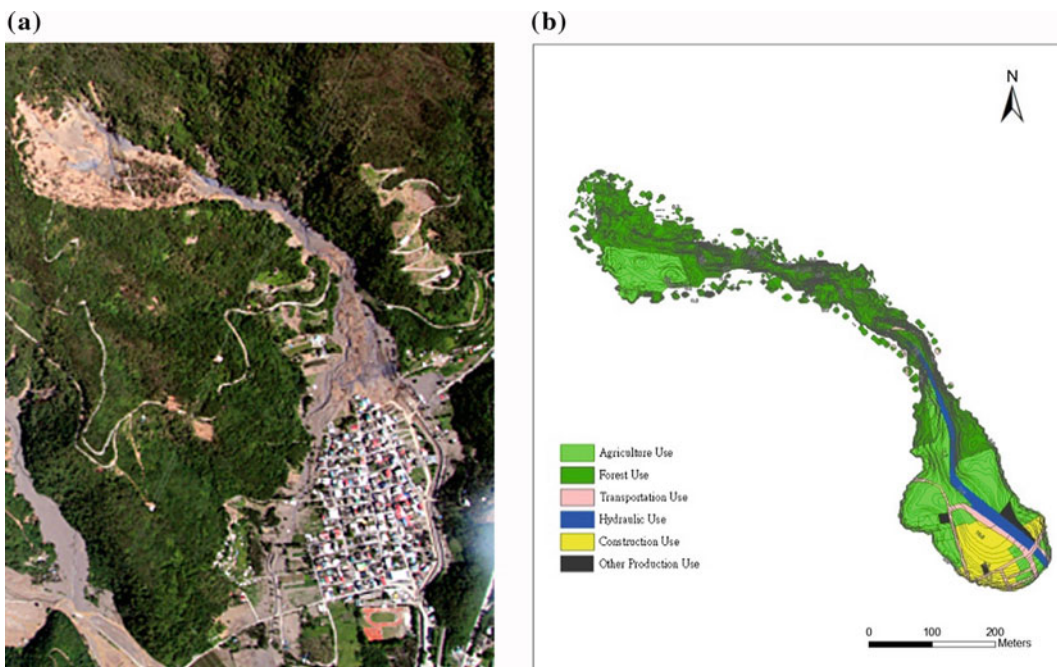 (a)
(b)
N
Agriculture Use
Forest Use
Transportation Use
Hydraulic Use
Construction Use
Other Production Use
0 100 200
Meters